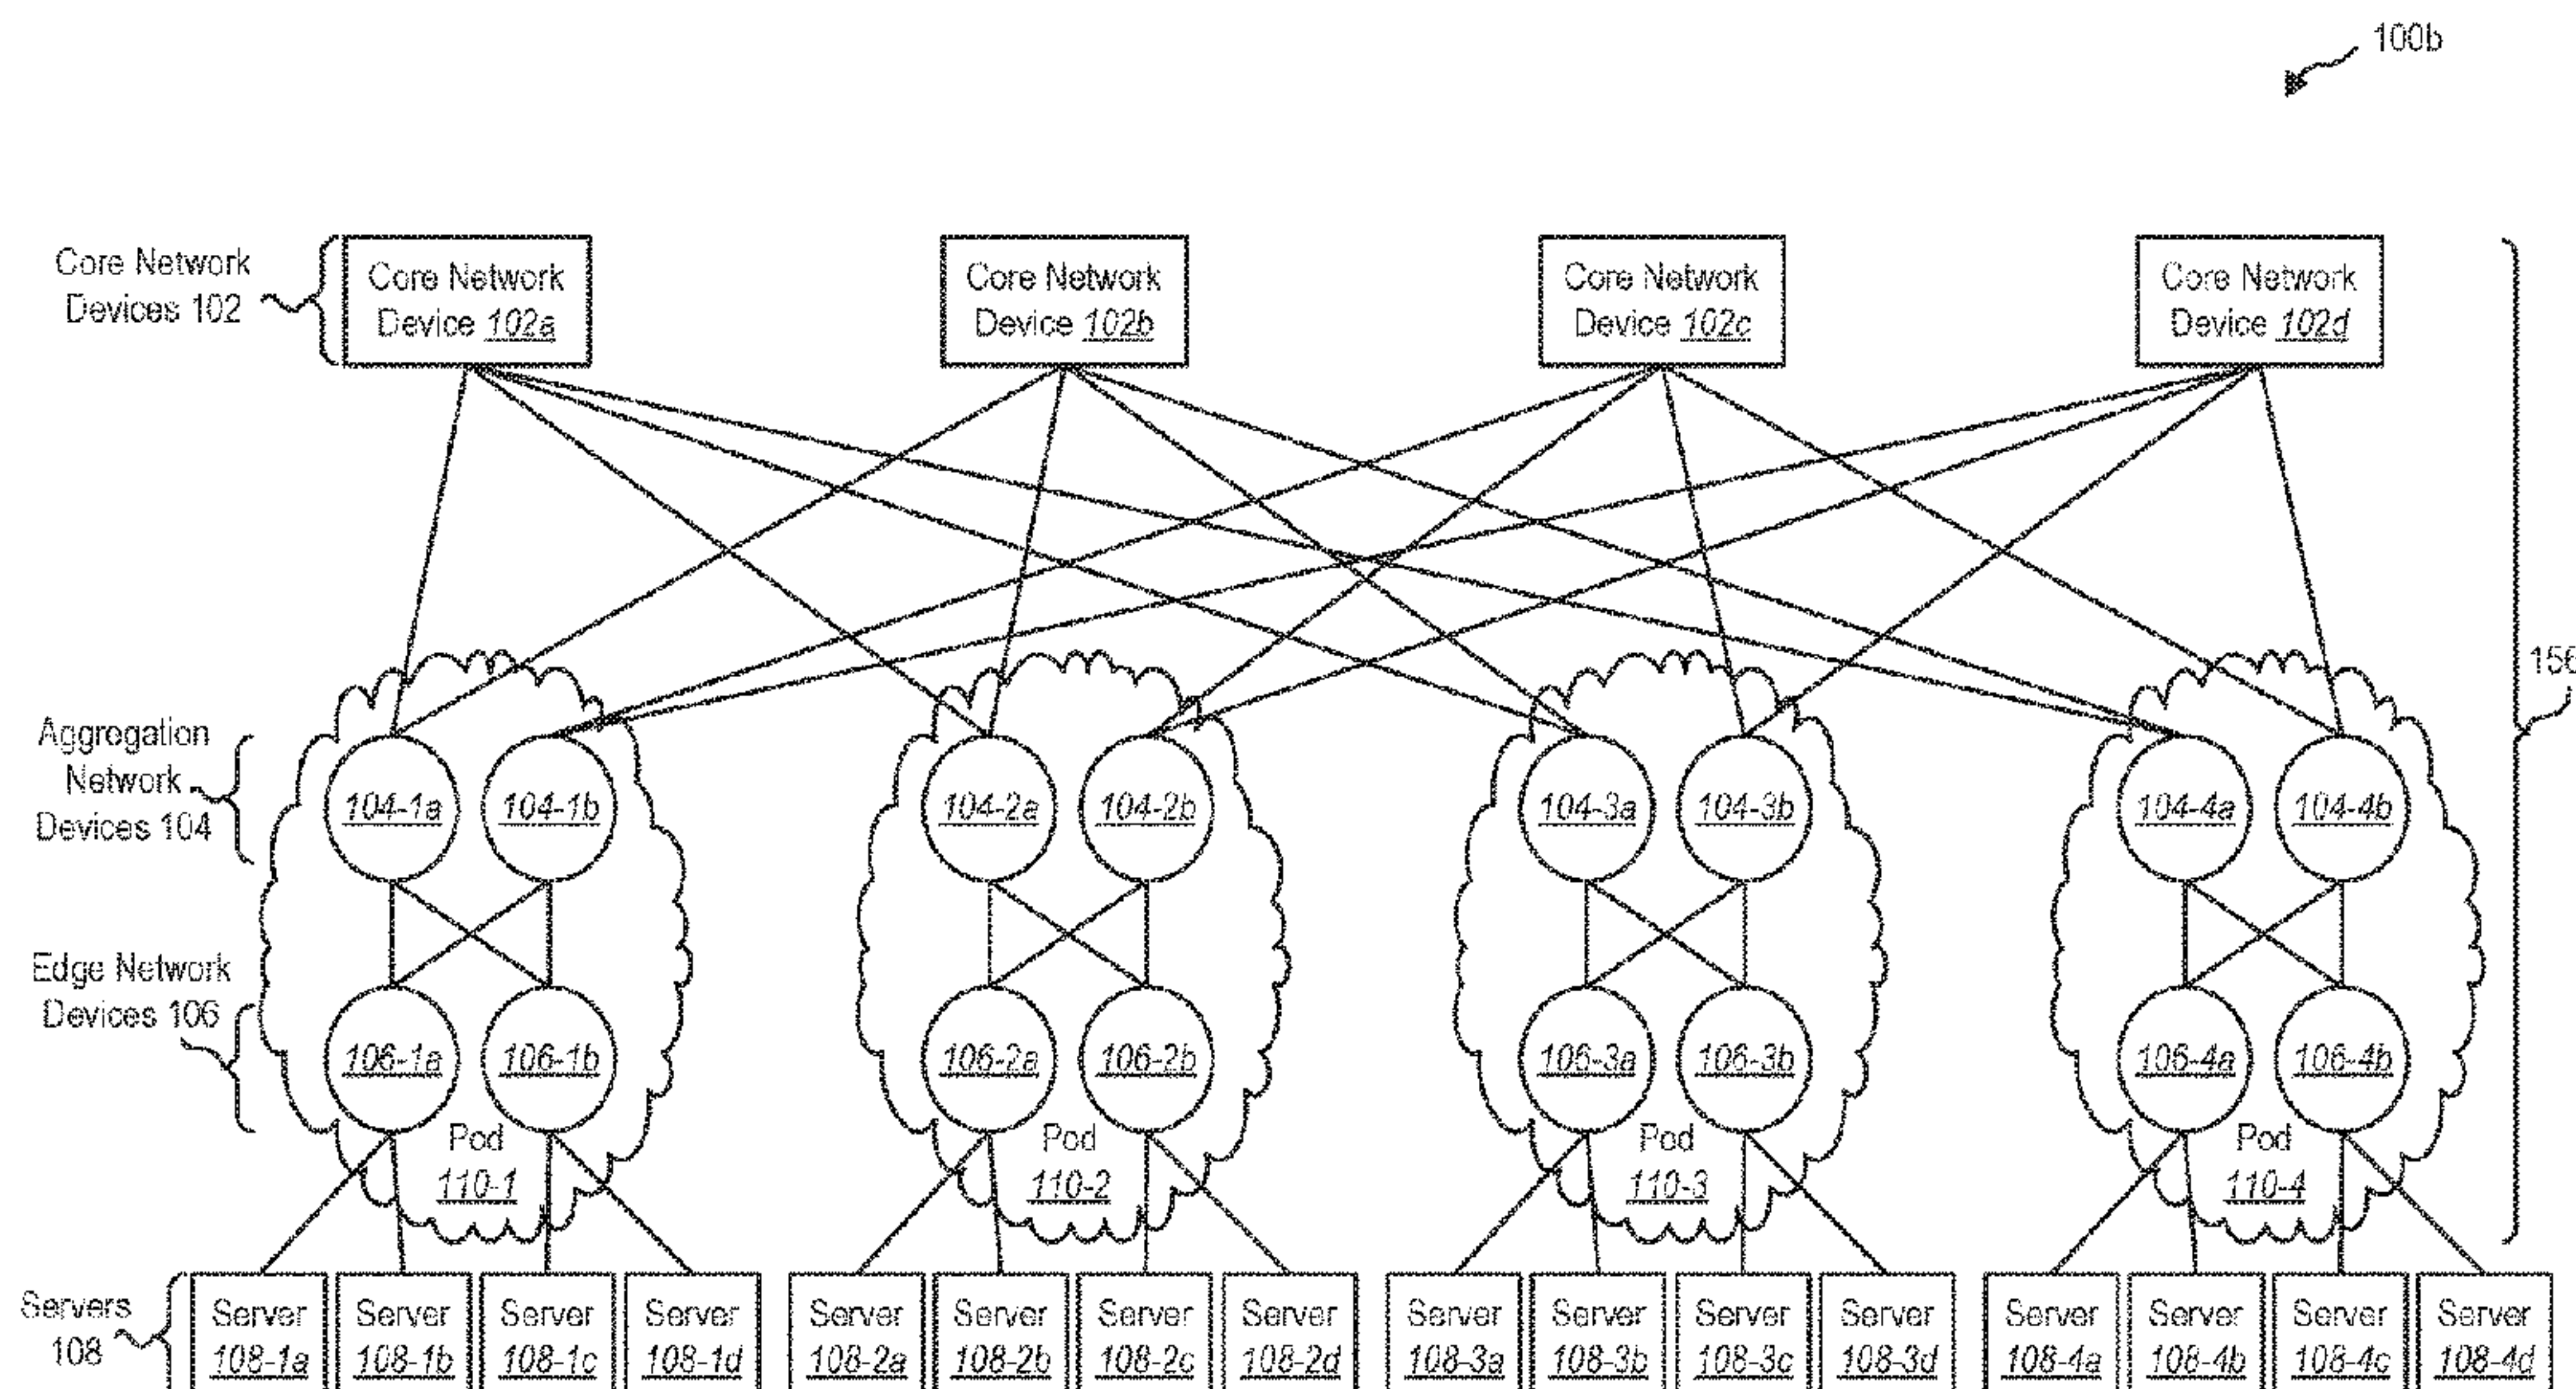 100b
Core Network
Devices 102
Core Network
Device 102a
Core Network
Device 102b
Core Network
Device 102c
Core Network
Device 102d
156
Aggregation
Network
Devices 104
104-1a
104-1b
104-2a
104-2b
104-3a
104-3b
104-4a
104-4b
Edge Network
Devices 106
106-1a
106-1b
106-2a
106-2b
106-3a
106-3b
106-4a
106-4b
Pod
110-1
Pod
110-2
Pod
110-3
Pod
110-4
Servers
108
Server
108-1a
Server
108-1b
Server
108-1c
Server
108-1d
Server
108-2a
Server
108-2b
Server
108-2c
Server
108-2d
Server
108-3a
Server
108-3b
Server
108-3c
Server
108-3d
Server
108-4a
Server
108-4b
Server
108-4c
Server
108-4d